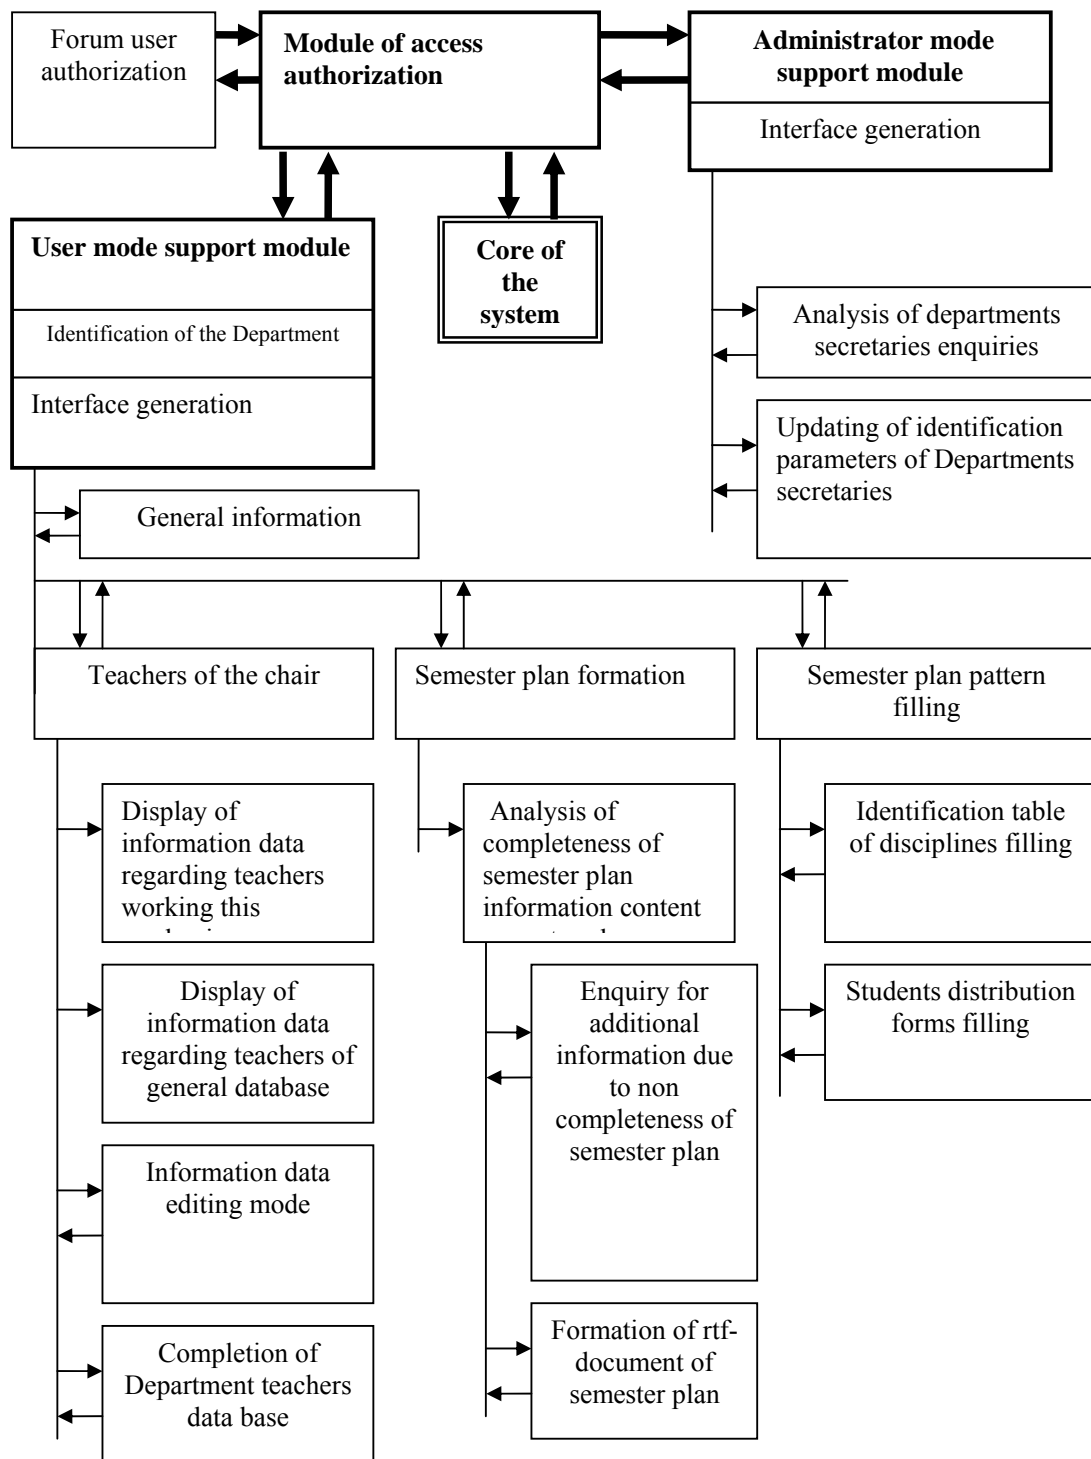 Forum user
authorization
Module of access
authorization
Administrator mode
support module
Interface generation
User mode support module
Identification of the Department
Interface generation
Core of
the
system
Analysis of departments
secretaries enquiries
Updating of identification
parameters of Departments
secretaries
General information
Teachers of the chair
Semester plan formation
Semester plan pattern
filling
Display of
information data
regarding teachers
working this
Analysis of
completeness of
semester plan
information content
Identification table
of disciplines filling
Display of
information data
regarding teachers of
general database
Enquiry for
additional
information due
to non
completeness of
semester plan
Students distribution
forms filling
Information data
editing mode
Completion of
Department teachers
data base
Formation of rtf-
document of
semester plan